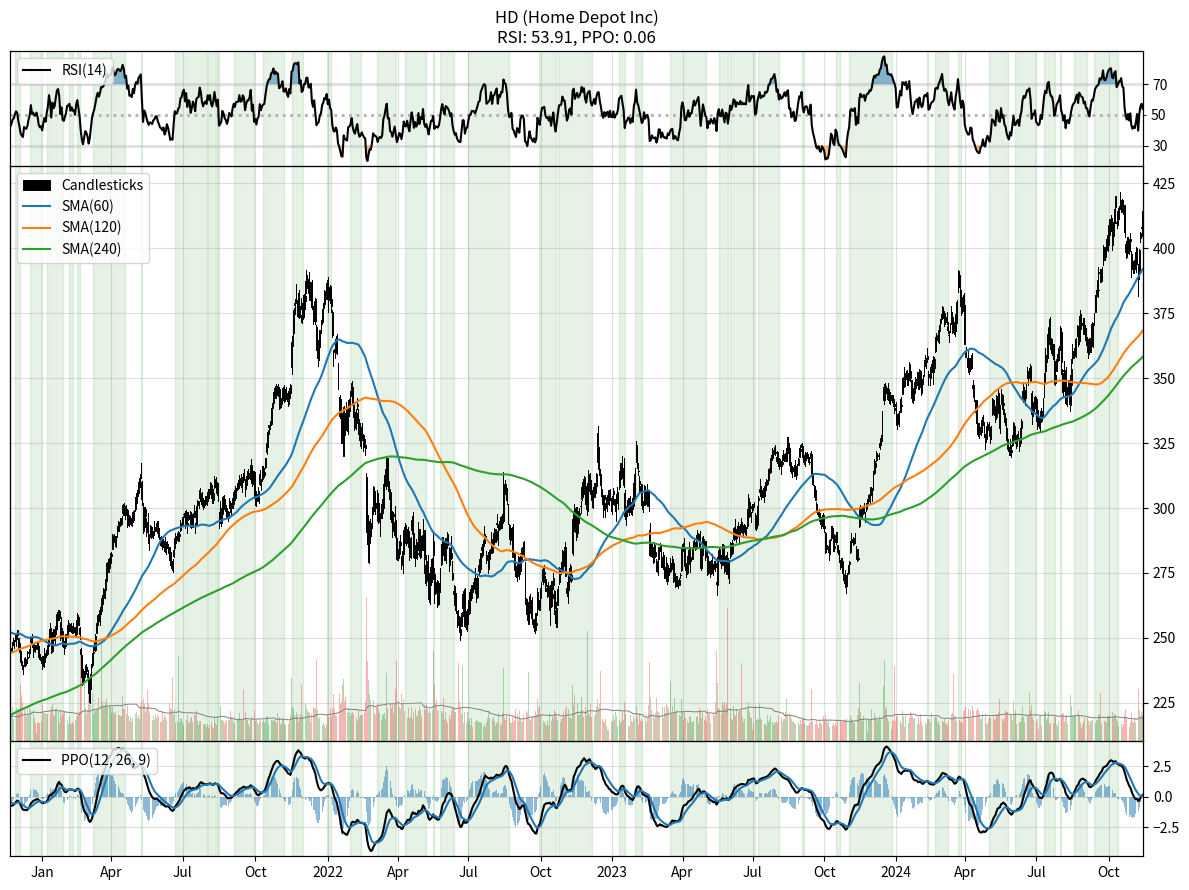 HD (Home Depot Inc)
RSI: 53.91, PPO: 0.06
RSI(14)
70
50
30
Candlesticks
SMA(60)
SMA(120)
SMA(240)
425
400
375
350
325
300
275
250
225
PPO(12, 26, 9)
2.5
0.0
−2.5
Jan Apr Jul Oct 2022 Apr Jul Oct 2023 Apr Jul Oct 2024 Apr Jul Oct